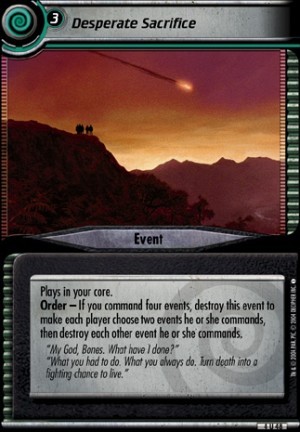 3 Desperate Sacrifice
Event
Plays in your core.
Order – If you command four events, destroy this event to
make each player choose two events he or she commands,
then destroy each other event he or she commands.
"My God, Bones. What have I done?"
"What you had to do. What you always do. Turn death into a
fighting chance to live."
4 U 48